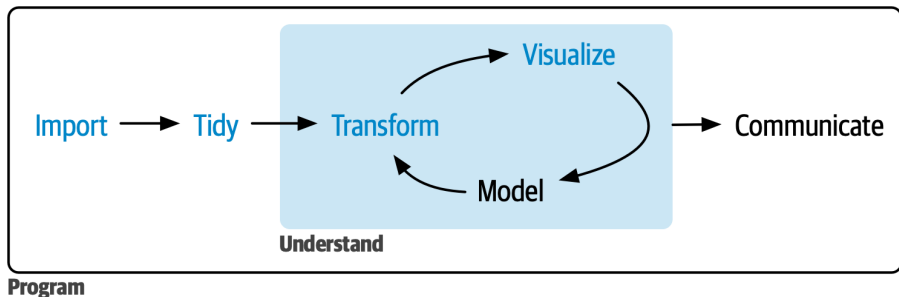 Visualize
Import
Tidy
Transform
Communicate
Model
Understand
Program